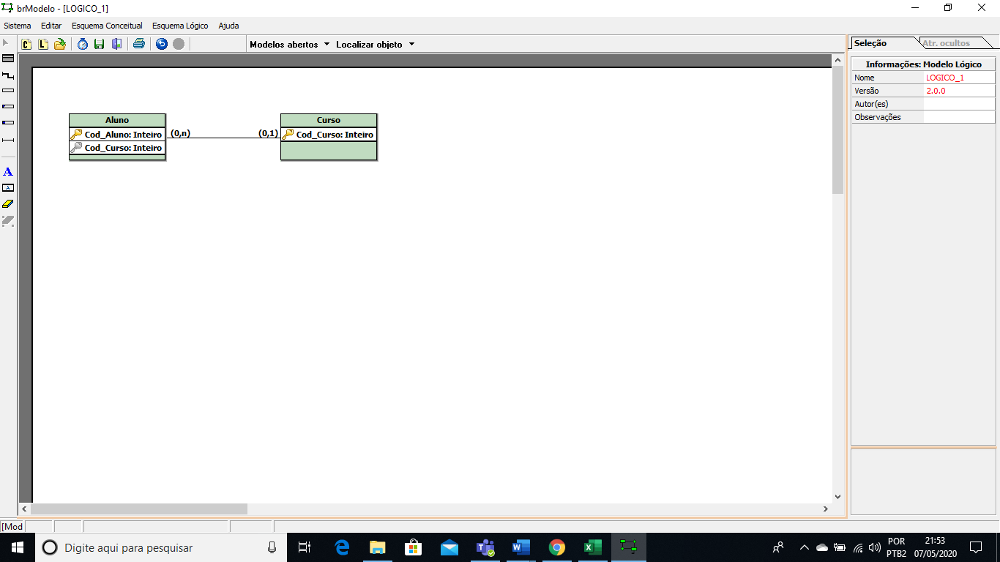 brModelo - [LOGICO_1]
Sistema Editar Esquema Conceitual Esquema Lógico Ajuda
C L Modelos abertos Localizar objeto
Seleção Atr. ocultos
Informações: Modelo Lógico
Nome LOGICO_1
Versão 2.0.0
Autor(es)
Observações
A
A
Aluno
Cod_Aluno: Inteiro
Cod_Curso: Inteiro
(0,n) (0,1)
Curso
Cod_Curso: Inteiro
[Mod
Digite aqui para pesquisar
POR
PTB2
21:53
07/05/2020